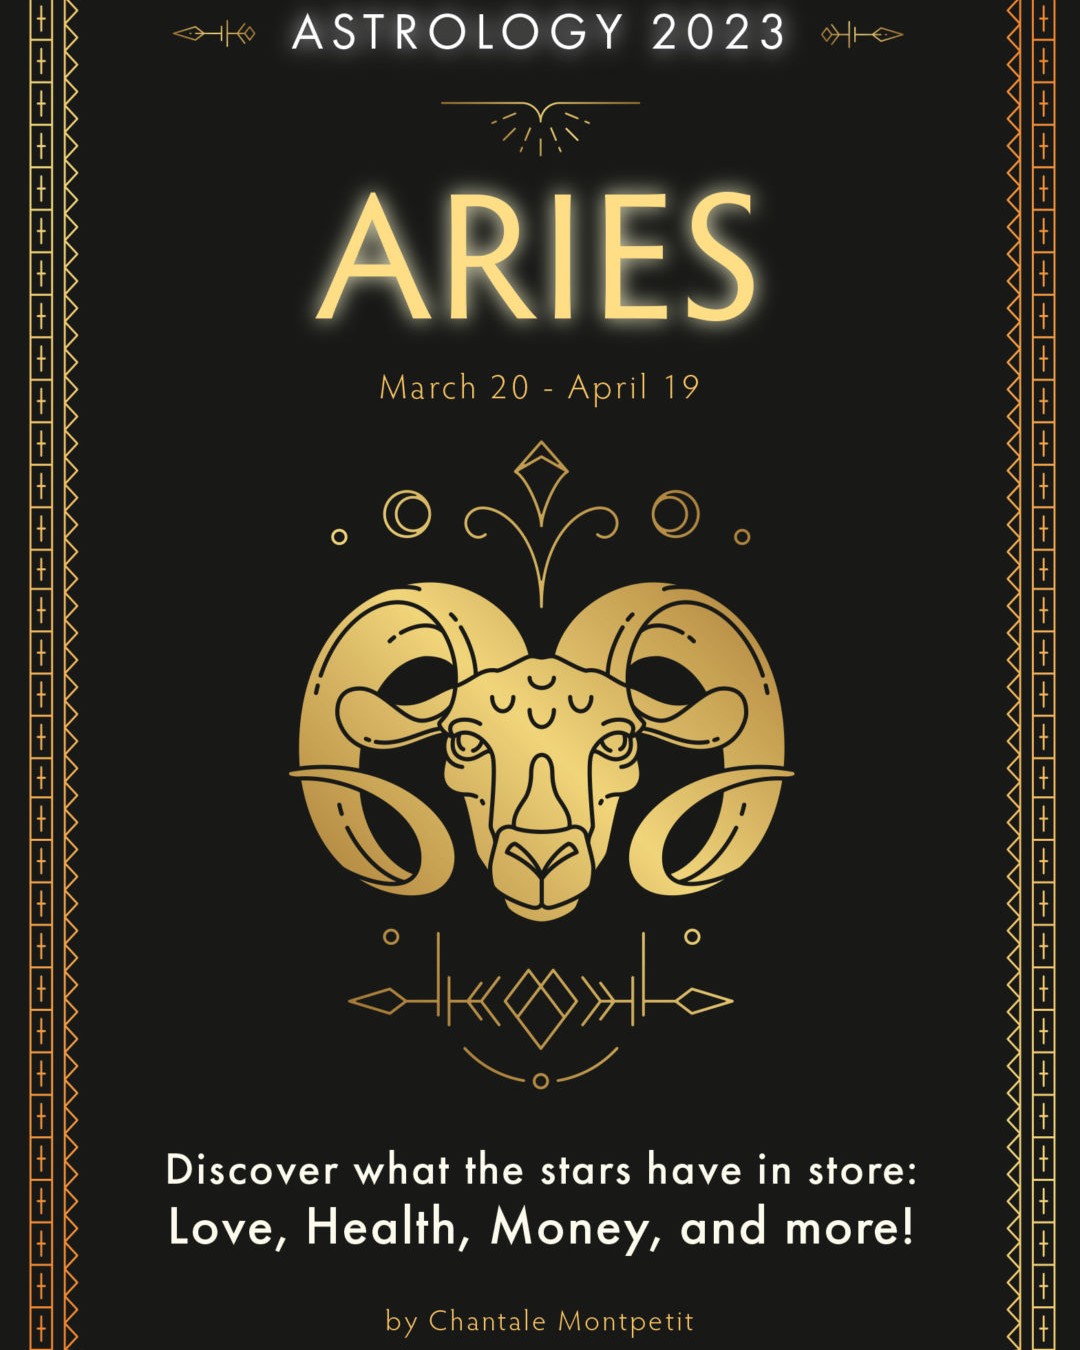 ASTROLOGY 2023
ARIES
March 20 - April 19
Discover what the stars have in store:
Love, Health, Money, and more!
by Chantale Montpetit